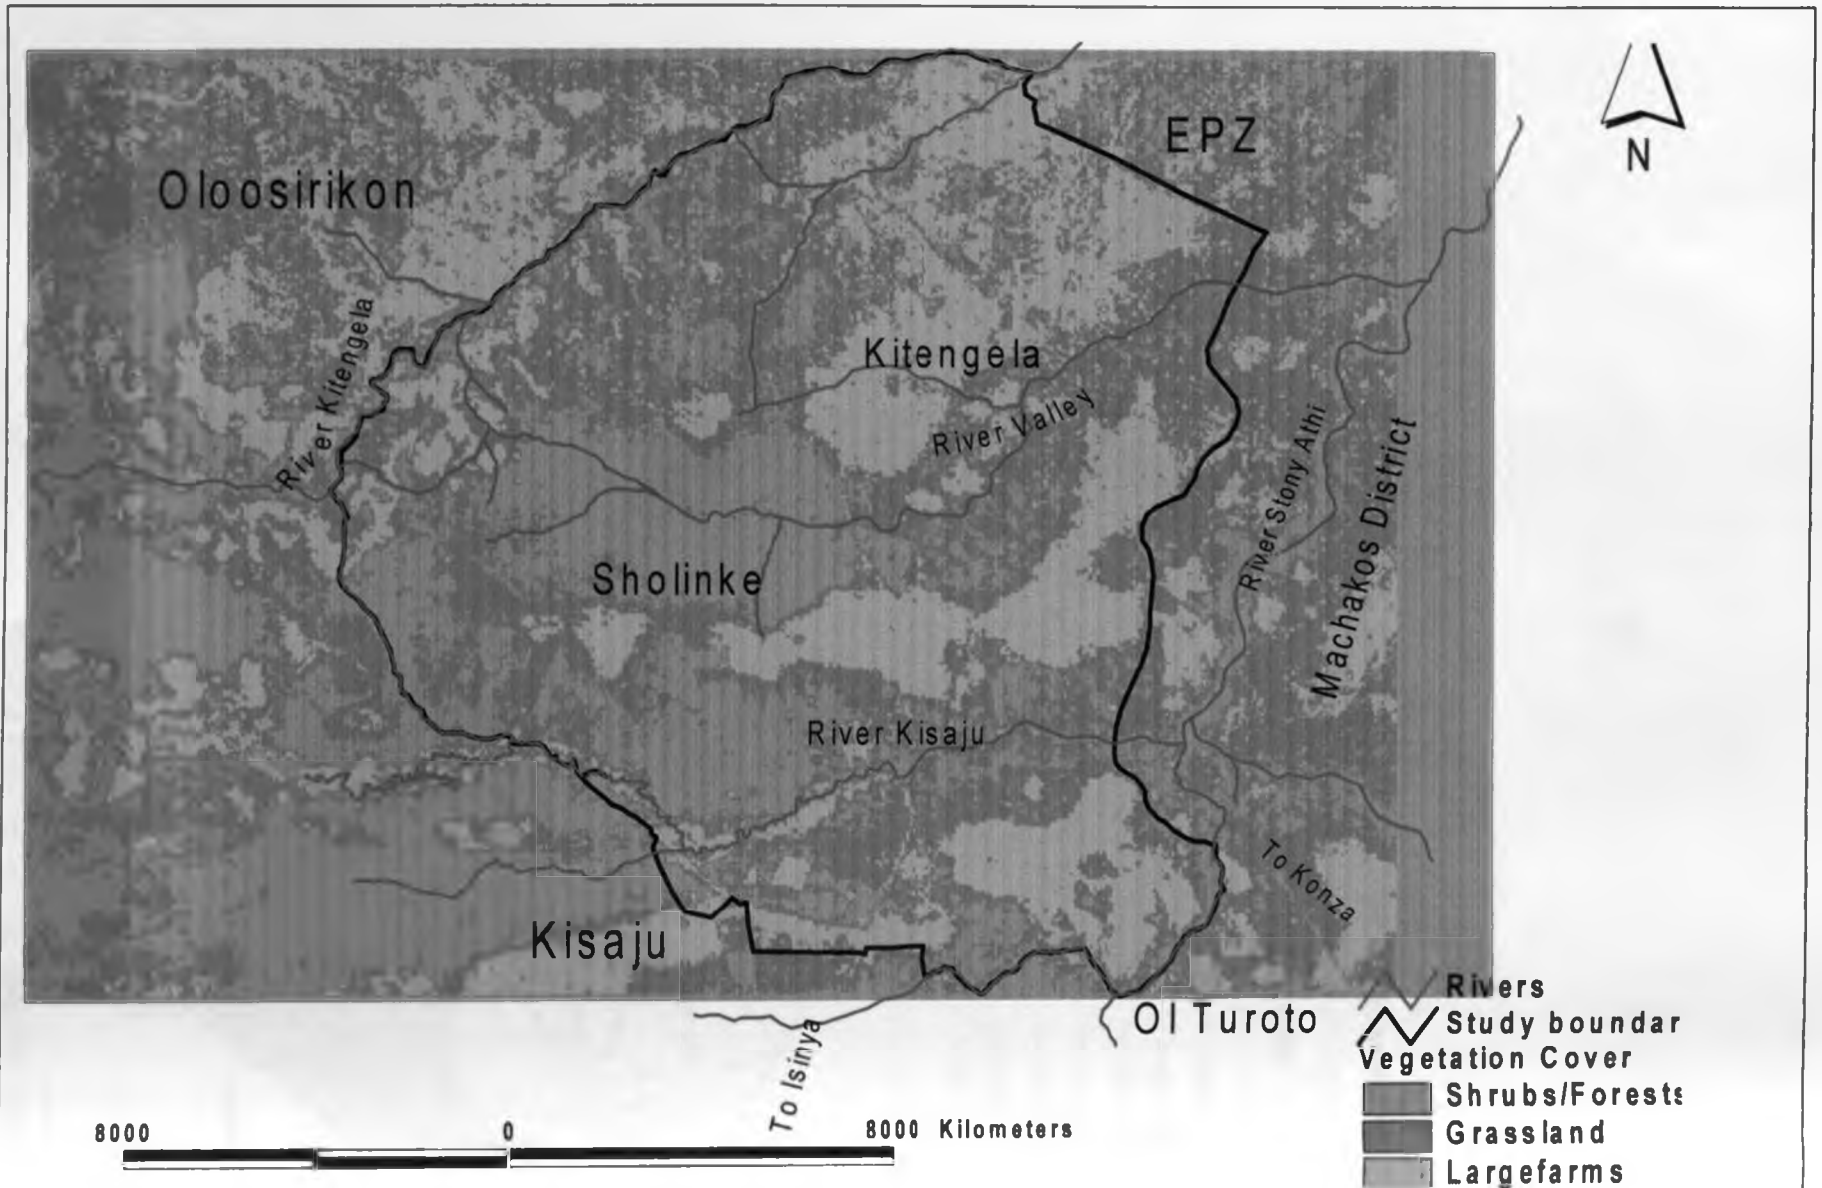 EPZ
N
Oloosirikon
River Kitengela
Kitengela
River Valley
River Stony Athi
Machakos District
Sholinke
River Kisaju
To Konza
Kisaju
Ol Turoto
To Isinya
Rivers
Study boundar
Vegetation Cover
Shrubs/Forests
Grassland
Largefarms
8000 0 8000 Kilometers